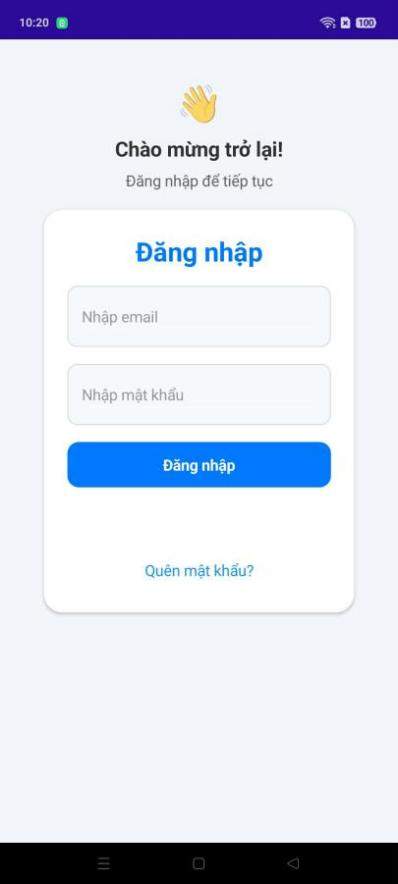 10:20
100
Chào mừng trở lại!
Đăng nhập để tiếp tục
Đăng nhập
Nhập email
Nhập mật khẩu
Đăng nhập
Quên mật khẩu?